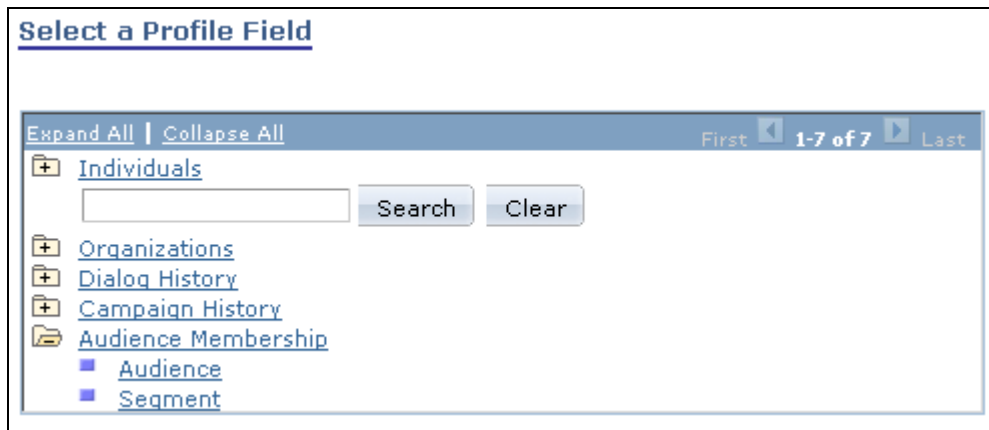 Select a Profile Field
Expand All | Collapse All First 1-7 of 7 Last
Individuals
Search Clear
Organizations
Dialog History
Campaign History
Audience Membership
Audience
Segment